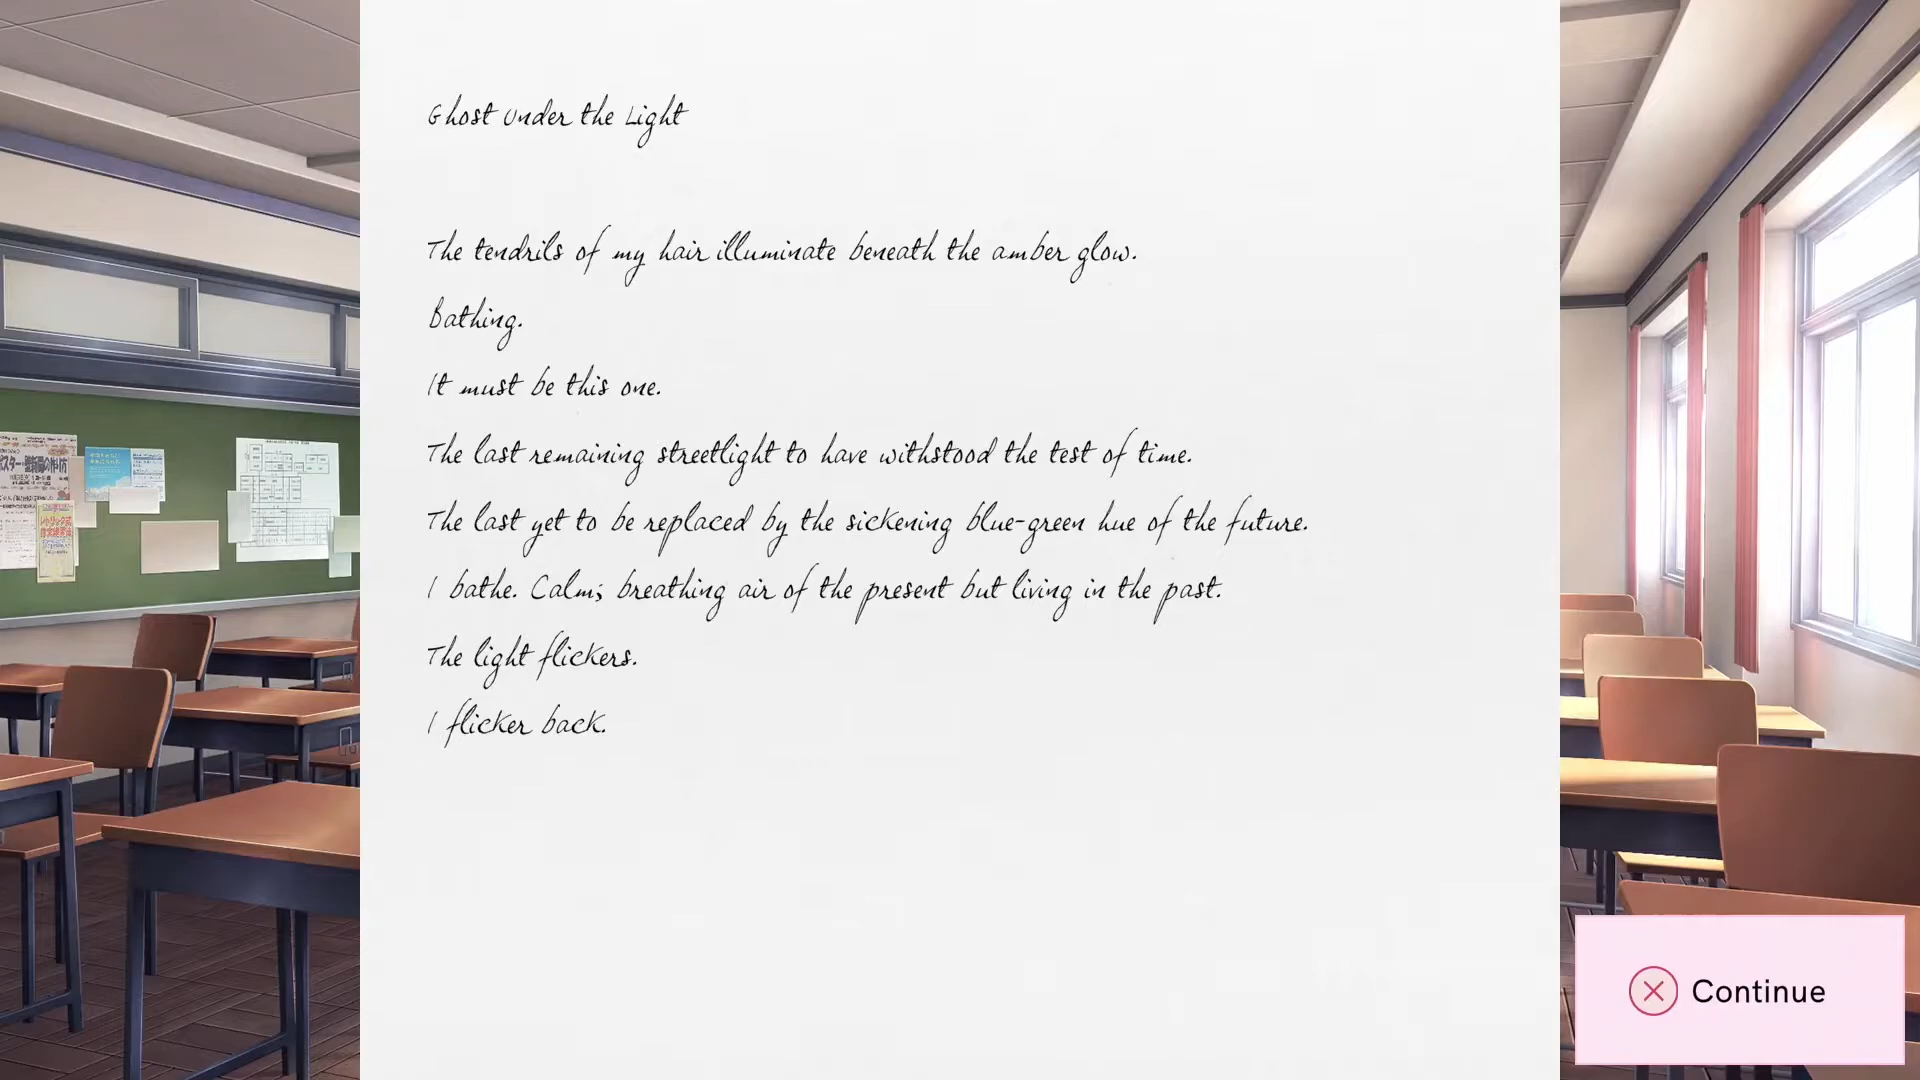 Ghost Under the Light
The tendrils of my hair illuminate beneath the amber glow.
Bathing.
It must be this one.
The last remaining streetlight to have withstood the test of time.
The last yet to be replaced by the sickening blue-green hue of the future.
I bathe. Calm; breathing air of the present but living in the past.
The light flickers.
I flicker back.
Continue